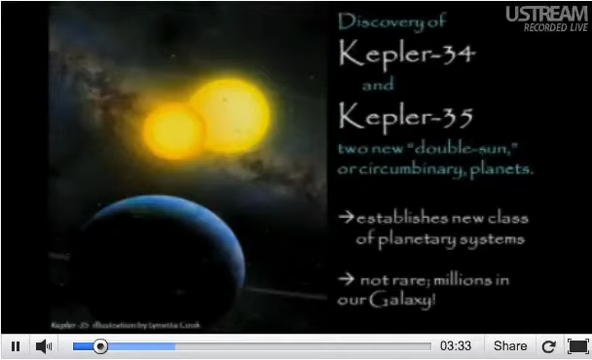 Discovery of
USTREAM
RECORDED LIVE
Kepler-34
and
Kepler-35
two new "double-sun,"
or circumbinary, planets.
→establishes new class
of planetary systems
→ not rare; millions in
our Galaxy!
Kepler-35 illustration by Lynette Cook
03:33
Share